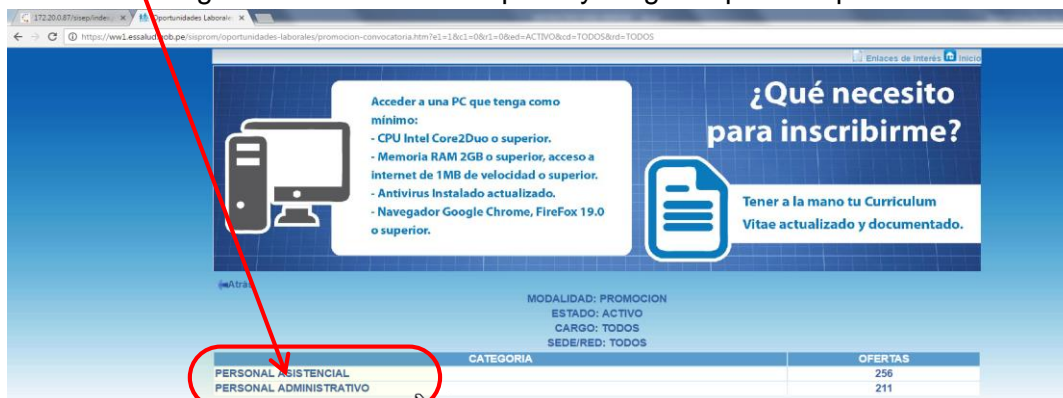 172.20.0.87/sisep/index
Oportunidades Laborale
https://ww1.essalud.gob.pe/sisprom/oportunidades-laborales/promocion-convocatoria.htm?e1=1&c1=0&r1=0&ed=ACTIVO&cd=TODOS&rd=TODOS
Enlaces de Interés Inicio
Acceder a una PC que tenga como
mínimo:
- CPU Intel Core2Duo o superior.
- Memoria RAM 2GB o superior, acceso a
internet de 1MB de velocidad o superior.
- Antivirus Instalado actualizado.
- Navegador Google Chrome, FireFox 19.0
o superior.
¿Qué necesito
para inscribirme?
Tener a la mano tu Curriculum
Vitae actualizado y documentado.
Atrás
MODALIDAD: PROMOCION
ESTADO: ACTIVO
CARGO: TODOS
SEDE/RED: TODOS
CATEGORIA OFERTAS
PERSONAL ASISTENCIAL 256
PERSONAL ADMINISTRATIVO 211